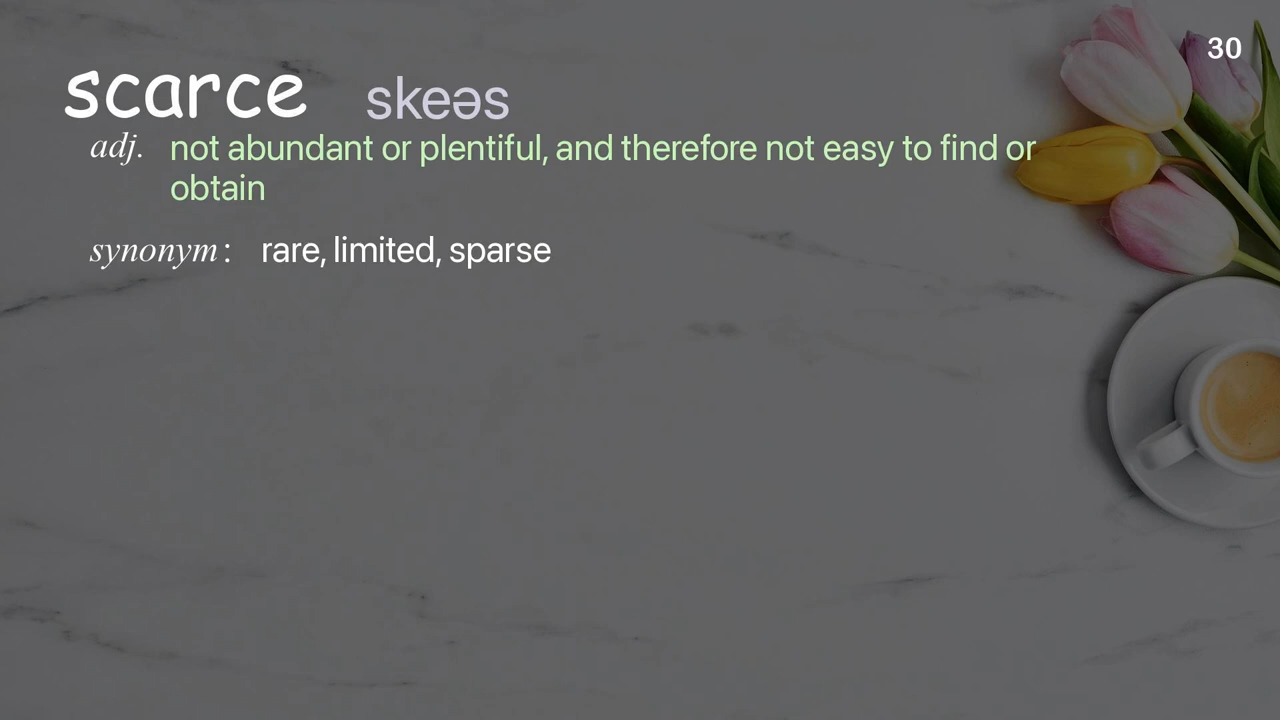 30
scarce skeəs
adj. not abundant or plentiful, and therefore not easy to find or
obtain
synonym: rare, limited, sparse